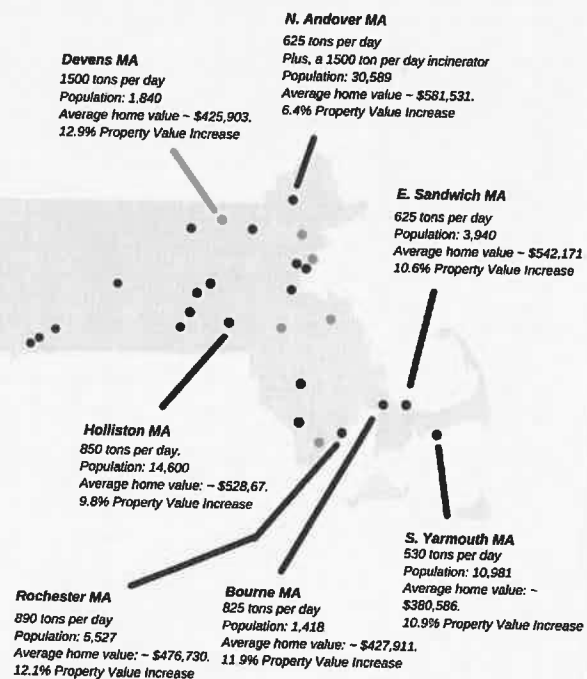 N. Andover MA
625 tons per day
Plus, a 1500 ton per day incinerator
Population: 30,589
Average home value ~ $581,531.
6.4% Property Value Increase
Devens MA
1500 tons per day
Population: 1,840
Average home value ~ $425,903.
12.9% Property Value Increase
E. Sandwich MA
625 tons per day
Population: 3,940
Average home value ~ $542,171
10.6% Property Value Increase
Holliston MA
850 tons per day.
Population: 14,600
Average home value: ~ $528,67.
9.8% Property Value Increase
S. Yarmouth MA
530 tons per day
Population: 10,981
Average home value: ~
$380,586.
10.9% Property Value Increase
Rochester MA
890 tons per day
Population: 5,527
Average home value: ~ $476,730.
12.1% Property Value Increase
Bourne MA
825 tons per day
Population: 1,418
Average home value: ~ $427,911.
11.9% Property Value Increase